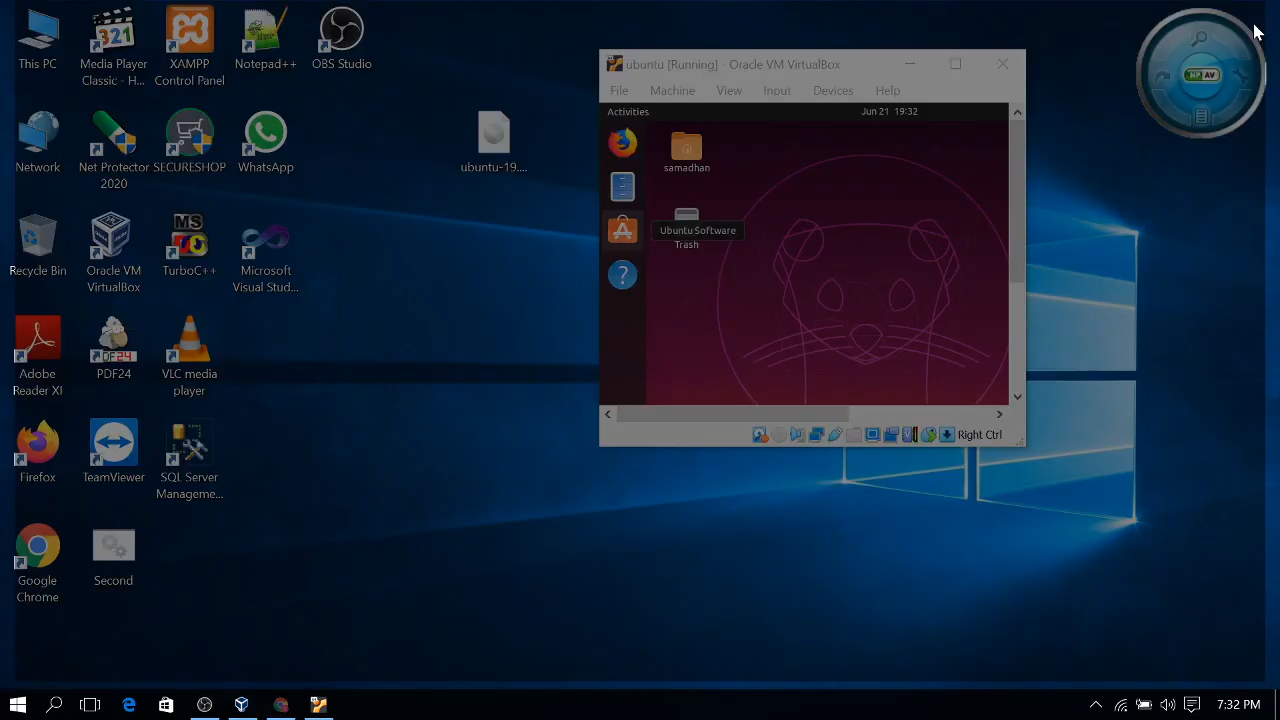 This PC
Media Player
Classic - H...
XAMPP
Control Panel
Notepad++
OBS Studio
Network
Net Protector
2020
SECURESHOP
WhatsApp
ubuntu-19....
Recycle Bin
Oracle VM
VirtualBox
TurboC++
Microsoft
Visual Stud...
Adobe
Reader XI
PDF24
VLC media
player
Firefox
TeamViewer
SQL Server
Manageme...
Google
Chrome
Second
ubuntu [Running] - Oracle VM VirtualBox
File Machine View Input Devices Help
Activities
Jun 21 19:32
samadhan
Ubuntu Software
Trash
Right Ctrl
NP AV
7:32 PM